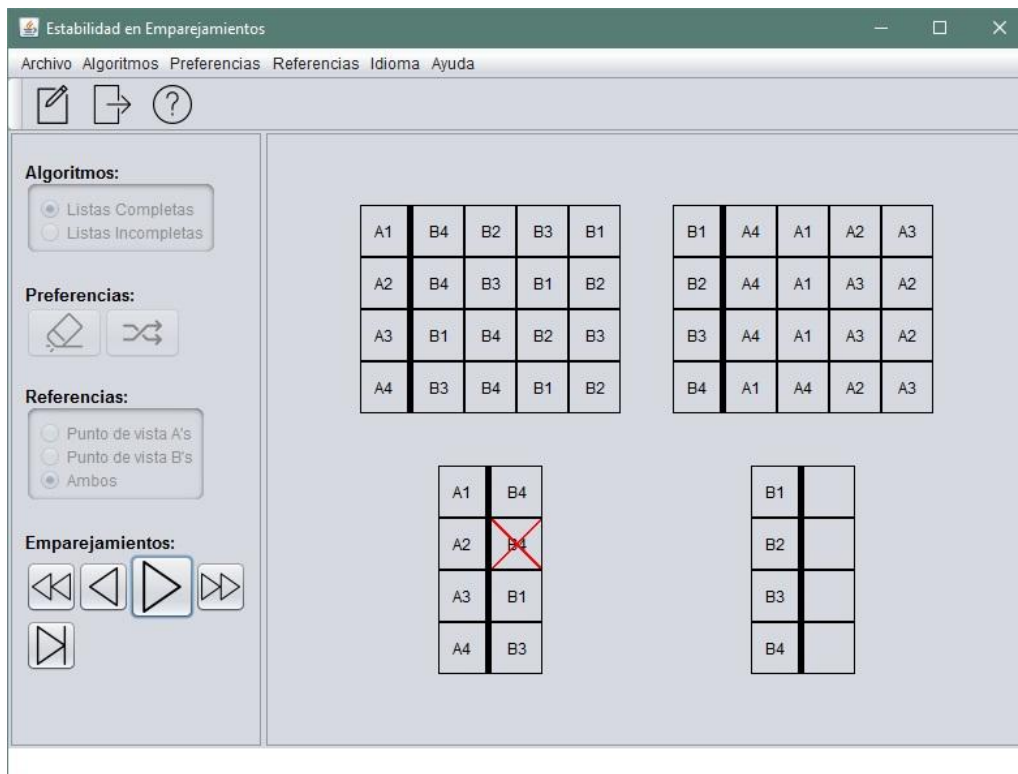 Estabilidad en Emparejamientos
Archivo Algoritmos Preferencias Referencias Idioma Ayuda
Algoritmos:
Listas Completas
Listas Incompletas
Preferencias:
Referencias:
Punto de vista A's
Punto de vista B's
Ambos
Emparejamientos:
A1 B4 B2 B3 B1
A2 B4 B3 B1 B2
A3 B1 B4 B2 B3
A4 B3 B4 B1 B2
B1 A4 A1 A2 A3
B2 A4 A1 A3 A2
B3 A4 A1 A3 A2
B4 A1 A4 A2 A3
A1 B4
A2 B4
A3 B1
A4 B3
B1
B2
B3
B4